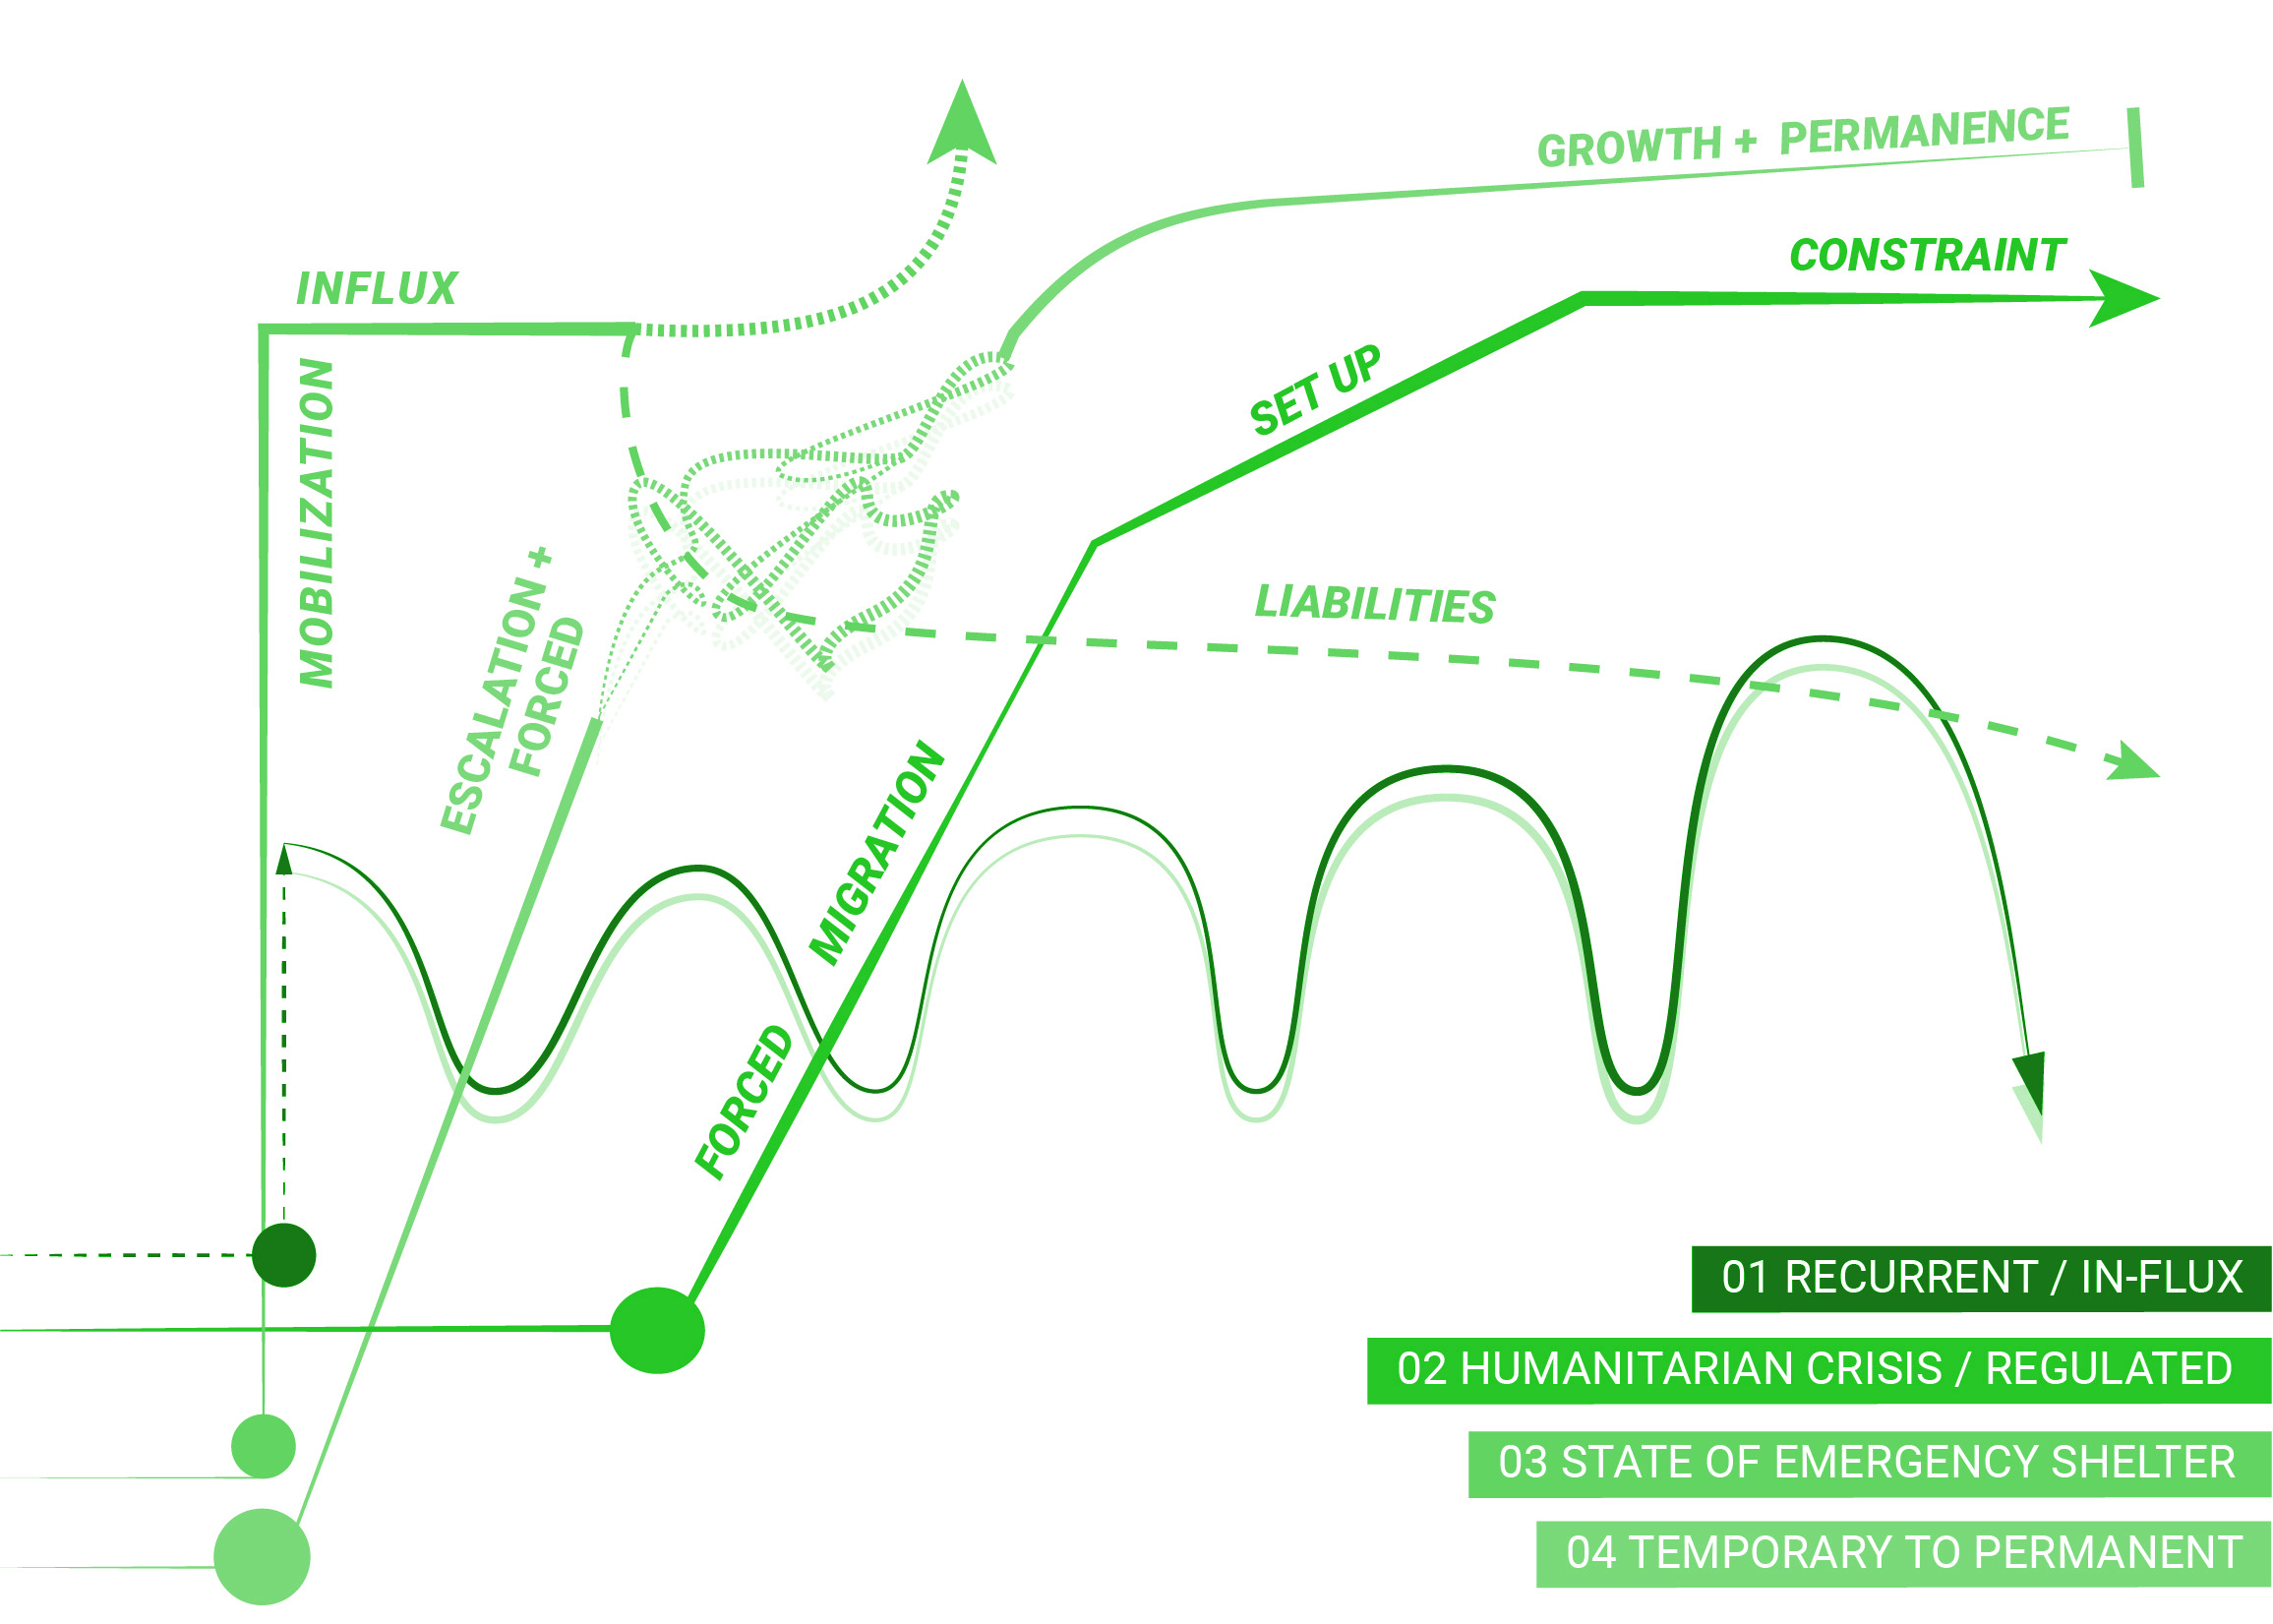 GROWTH + PERMANENCE
CONSTRAINT
INFLUX
MOBILIZATION
SET UP
ESCALATION +
FORCED
LIABILITIES
FORCED MIGRATION
01 RECURRENT / IN-FLUX
02 HUMANITARIAN CRISIS / REGULATED
03 STATE OF EMERGENCY SHELTER
04 TEMPORARY TO PERMANENT